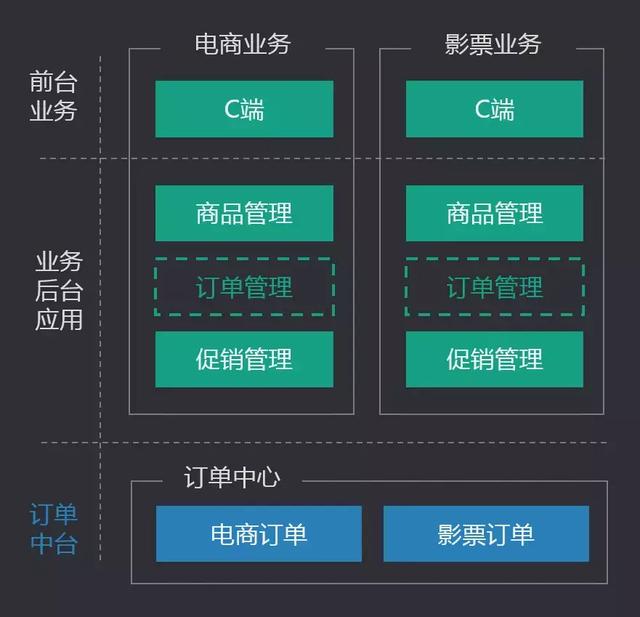 电商业务
影票业务
前台
业务
C端
C端
业务
后台
应用
商品管理
商品管理
订单管理
订单管理
促销管理
促销管理
订单
中台
订单中心
电商订单
影票订单